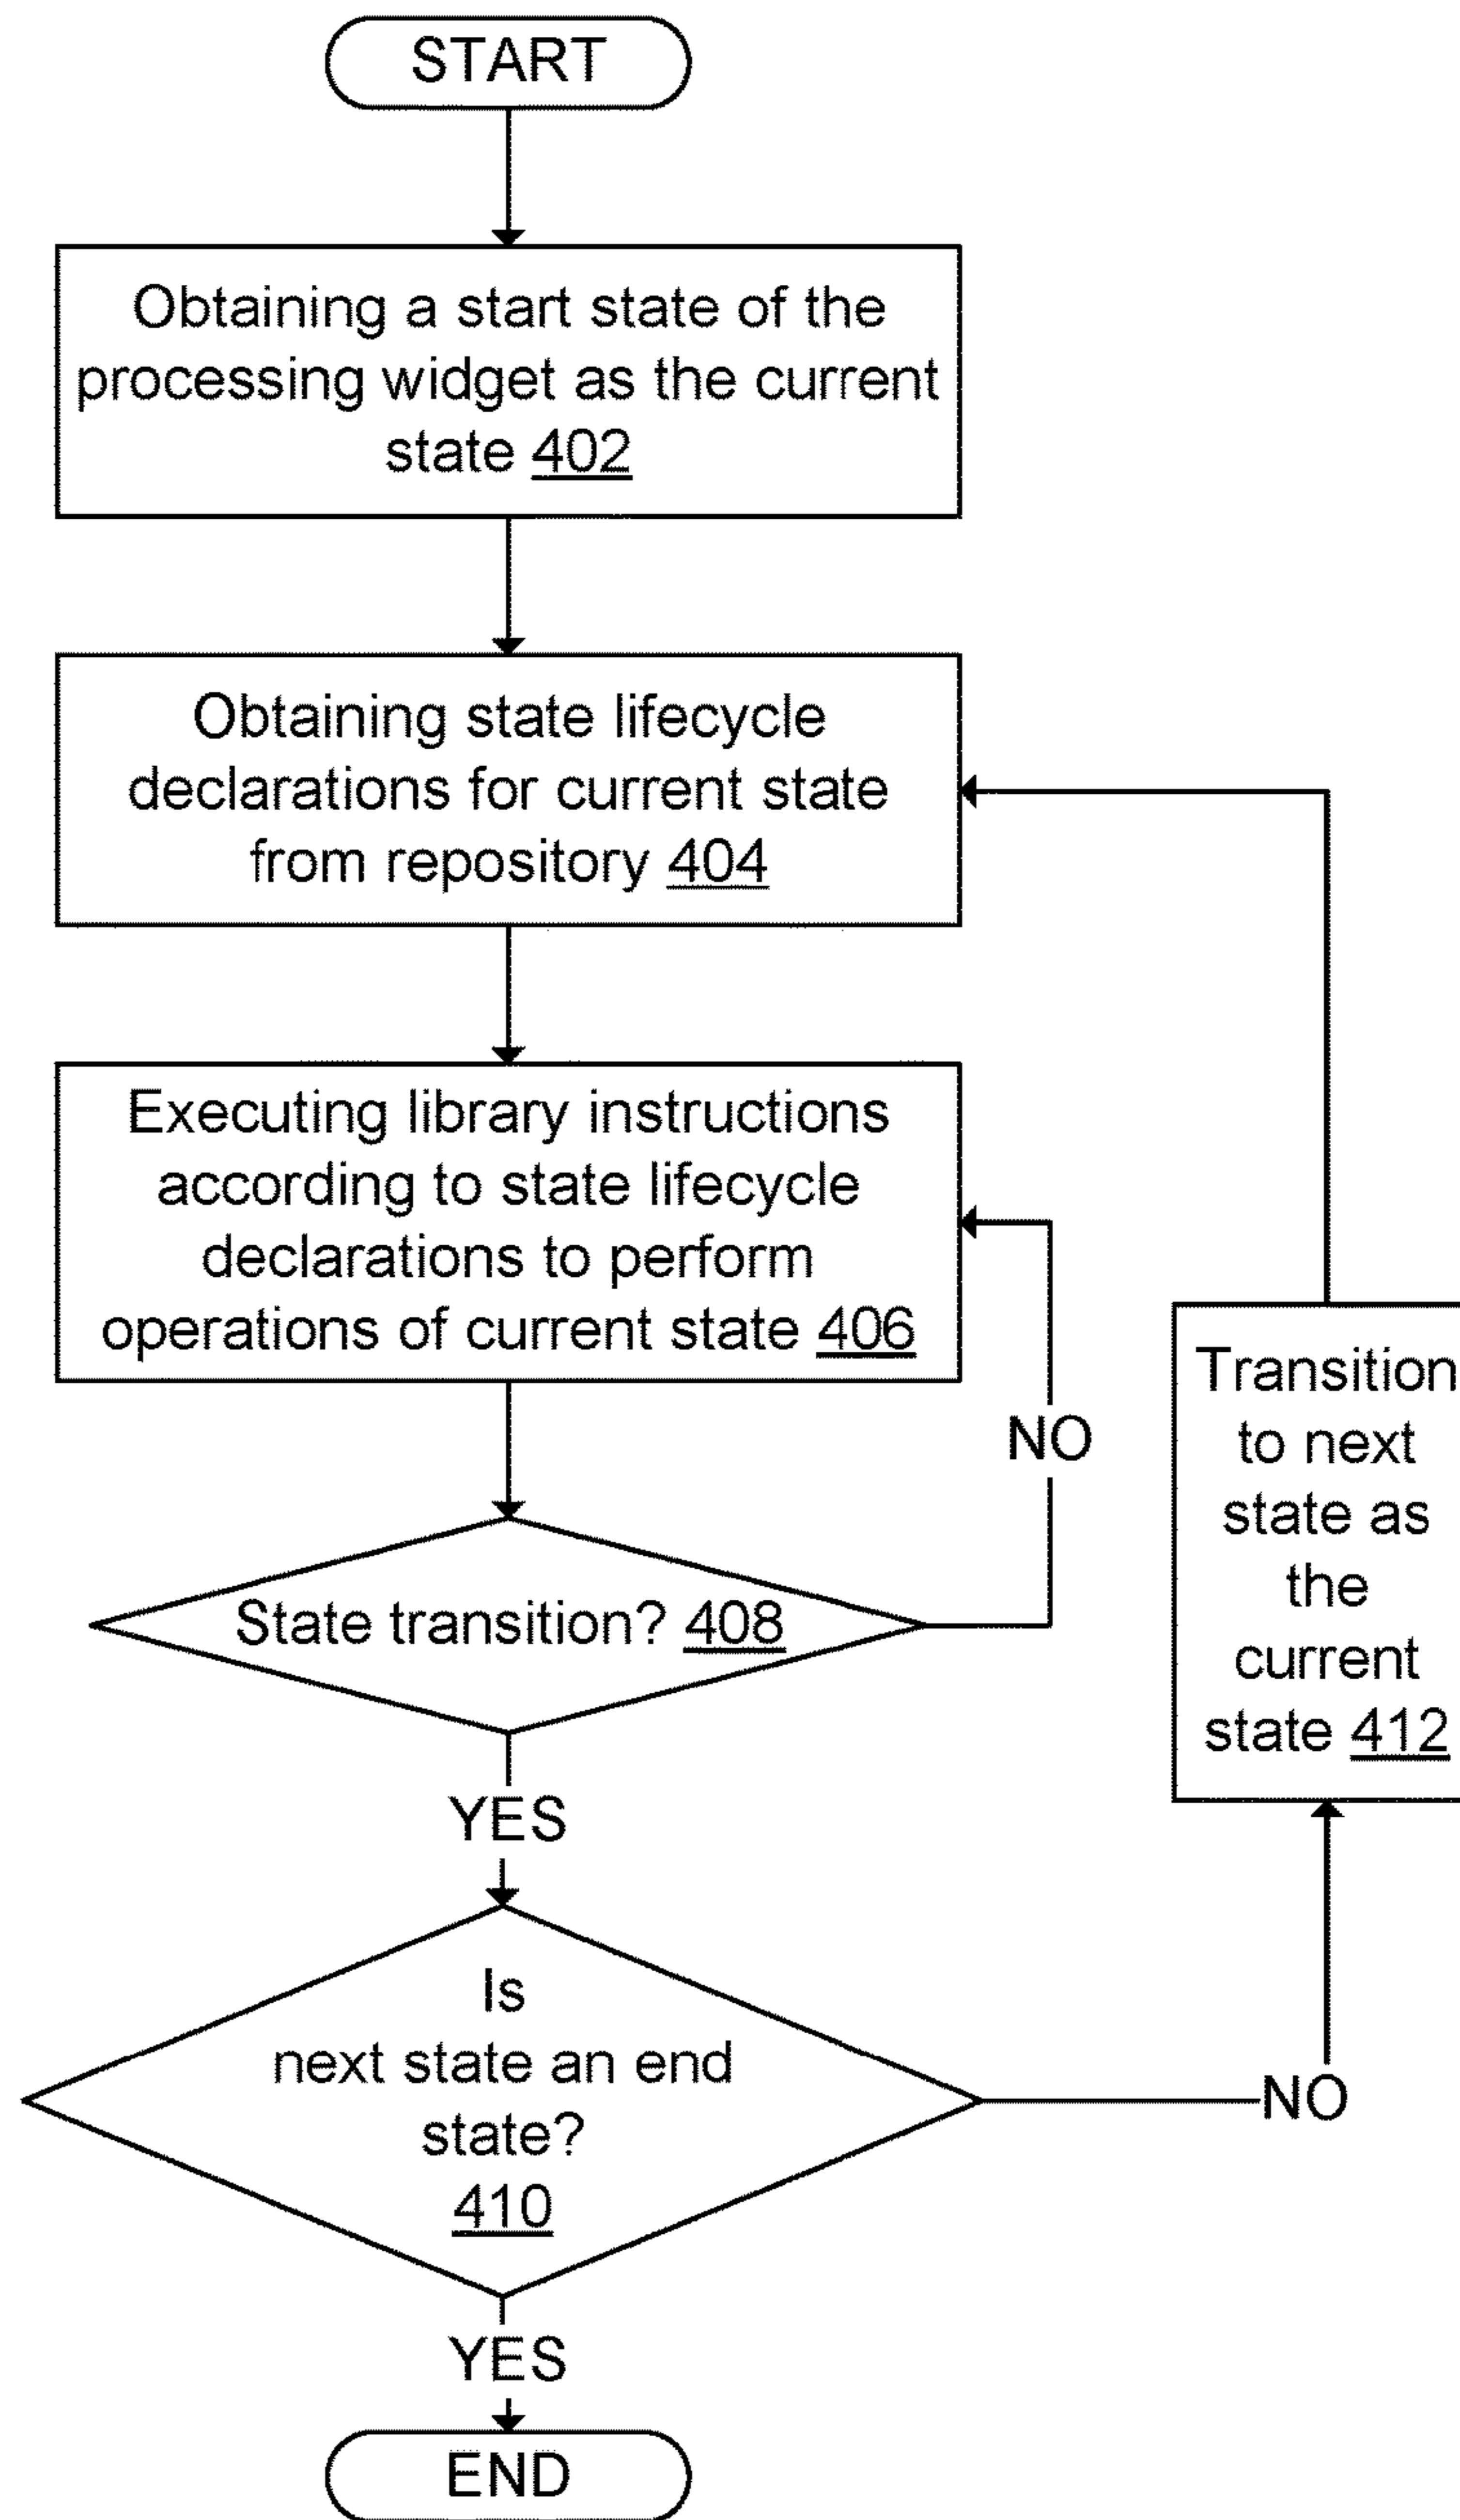 START
Obtaining a start state of the
processing widget as the current
state 402
Obtaining state lifecycle
declarations for current state
from repository 404
Executing library instructions
according to state lifecycle
declarations to perform
operations of current state 406
NO
State transition? 408
YES
Transition
to next
state as
the
current
state 412
Is
next state an end
state?
410
NO
YES
END